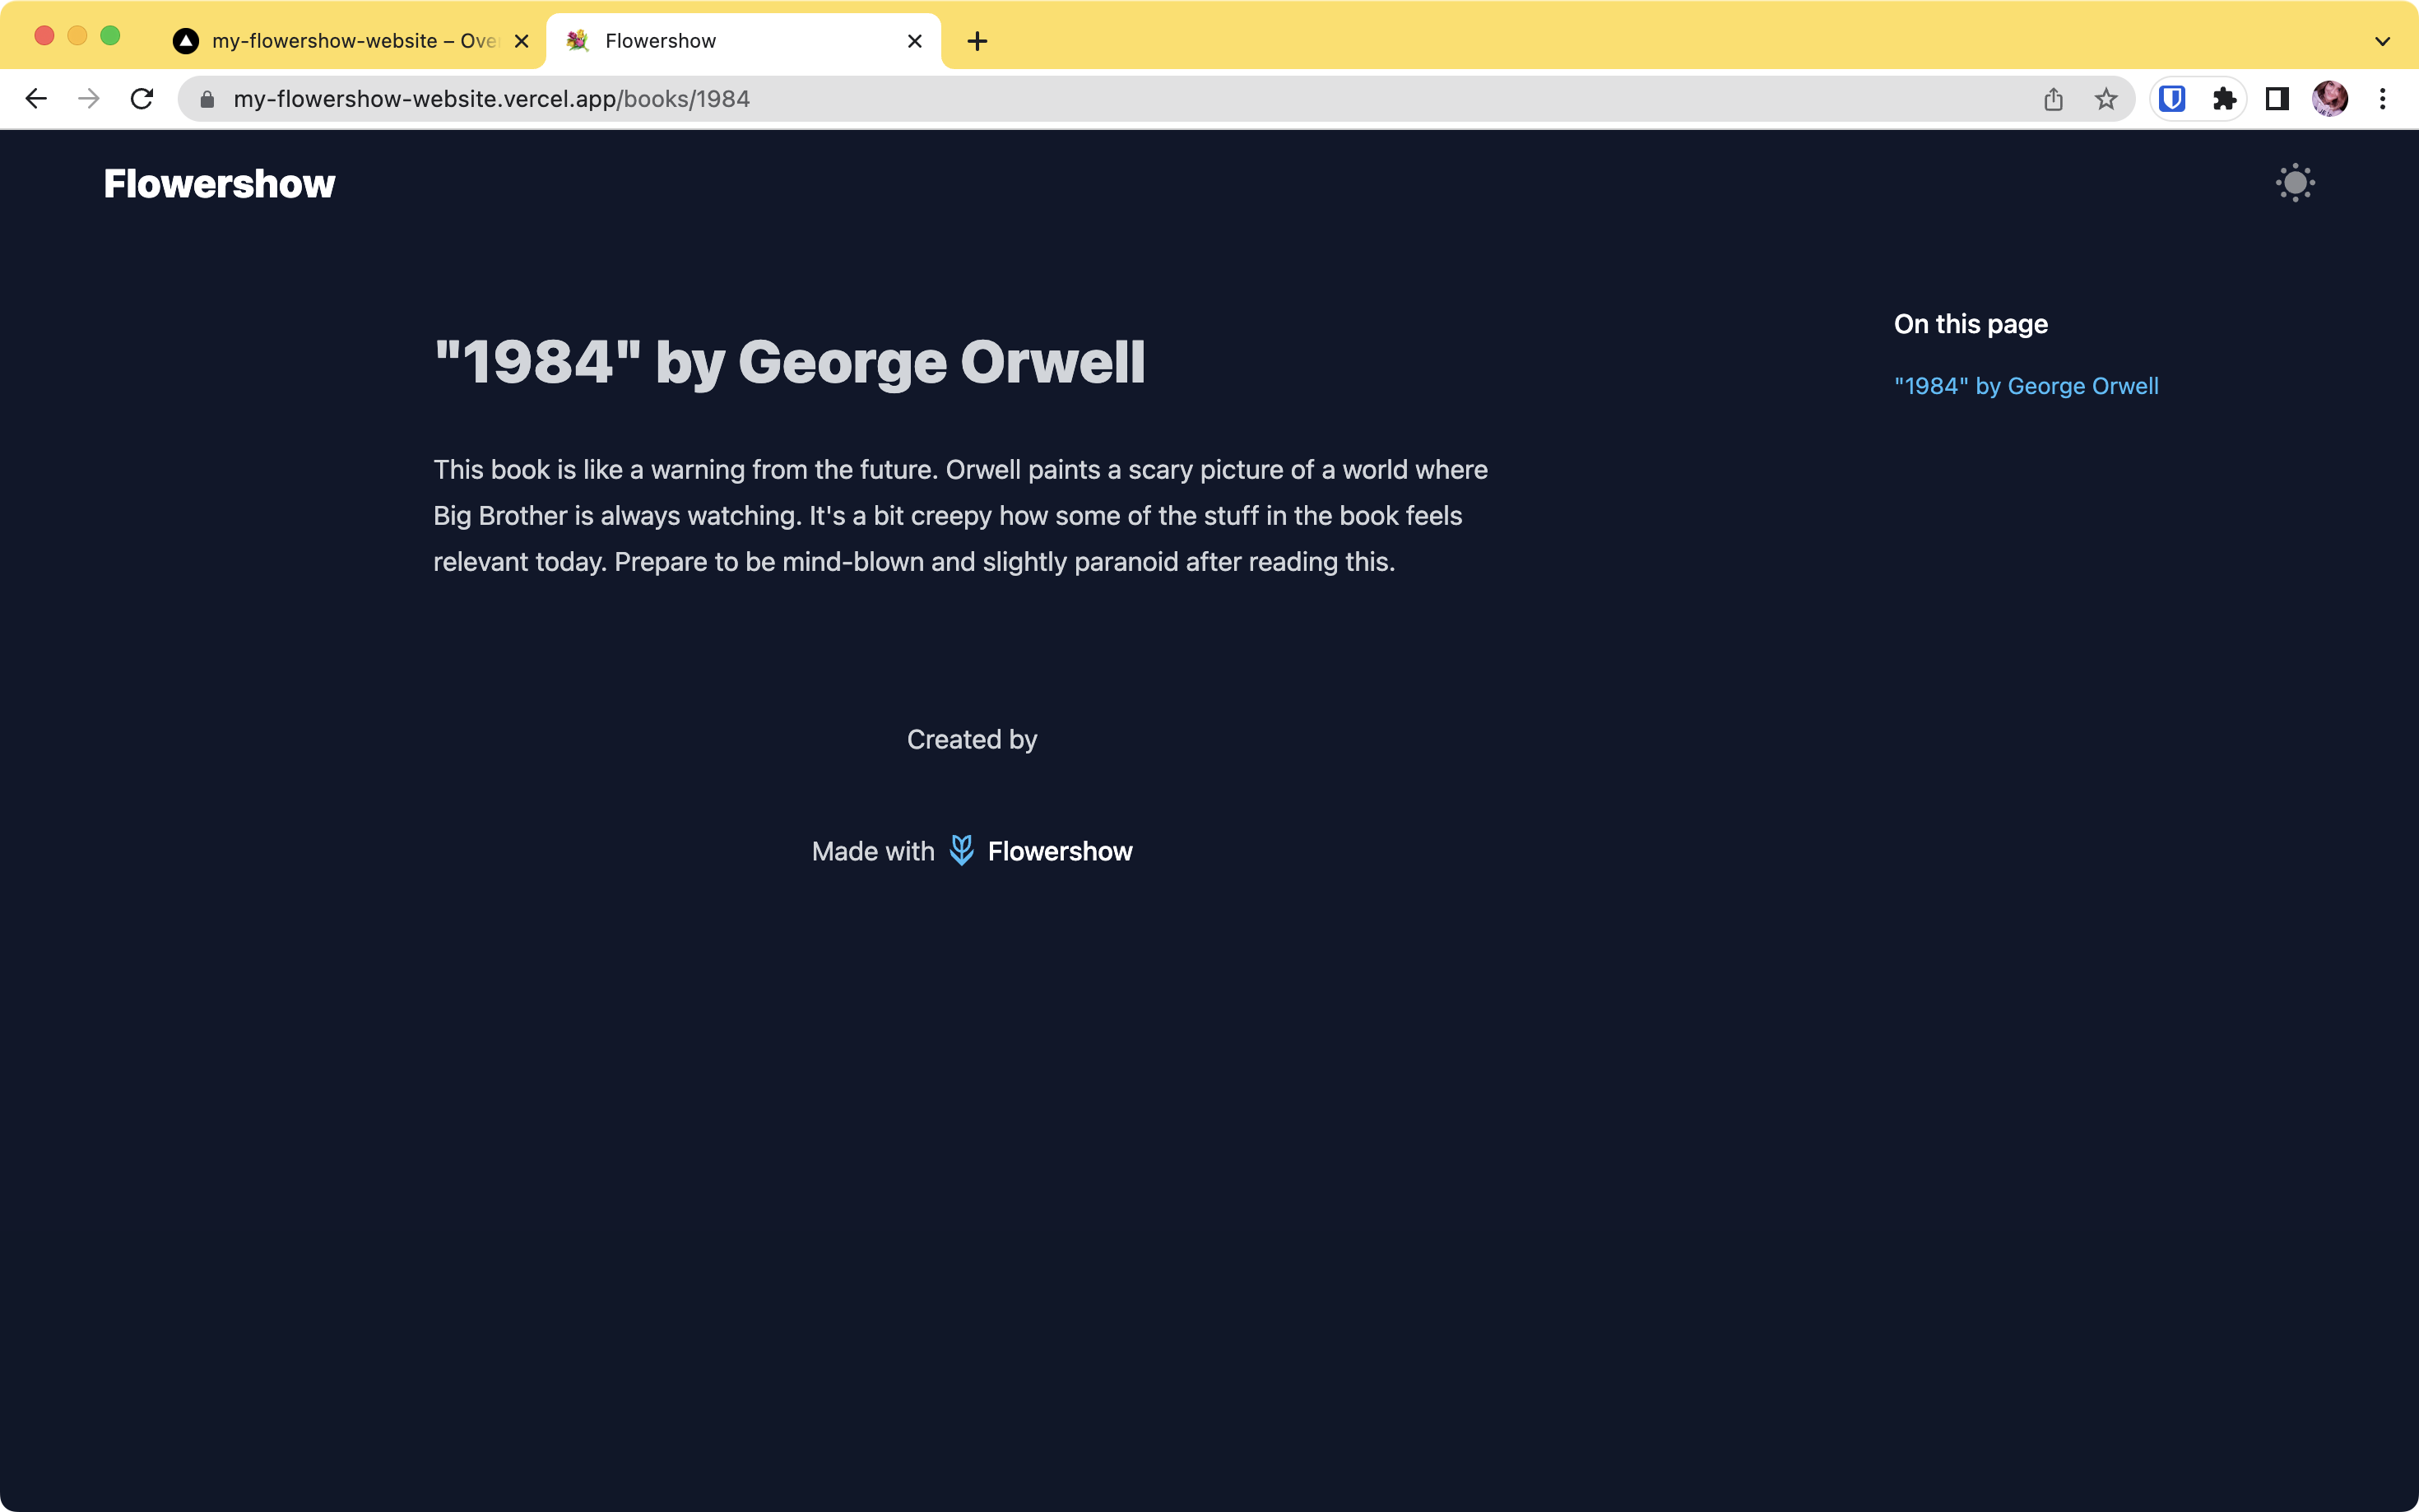 my-flowershow-website – Ove
Flowershow
my-flowershow-website.vercel.app/books/1984
Flowershow
"1984" by George Orwell
This book is like a warning from the future. Orwell paints a scary picture of a world where
Big Brother is always watching. It's a bit creepy how some of the stuff in the book feels
relevant today. Prepare to be mind-blown and slightly paranoid after reading this.
On this page
"1984" by George Orwell
Created by
Made with Flowershow